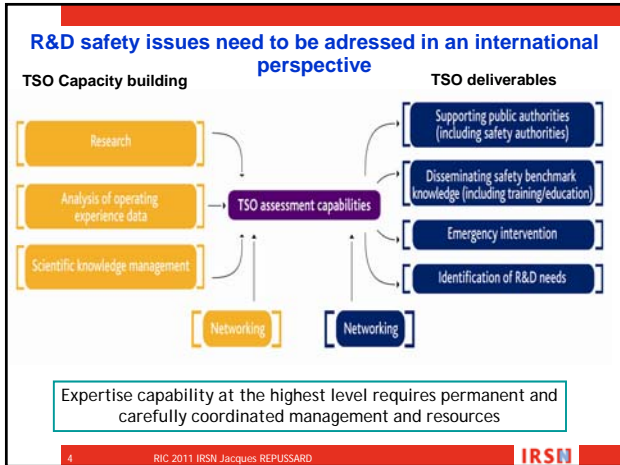 R&D safety issues need to be adressed in an international
perspective
TSO Capacity building
TSO deliverables
Research
Analysis of operating
experience data
Scientific knowledge management
TSO assessment capabilities
Networking
Networking
Supporting public authorities
(including safety authorities)
Disseminating safety benchmark
knowledge (including training/education)
Emergency intervention
Identification of R&D needs
Expertise capability at the highest level requires permanent and
carefully coordinated management and resources
4
RIC 2011 IRSN Jacques REPUSSARD
IRSN